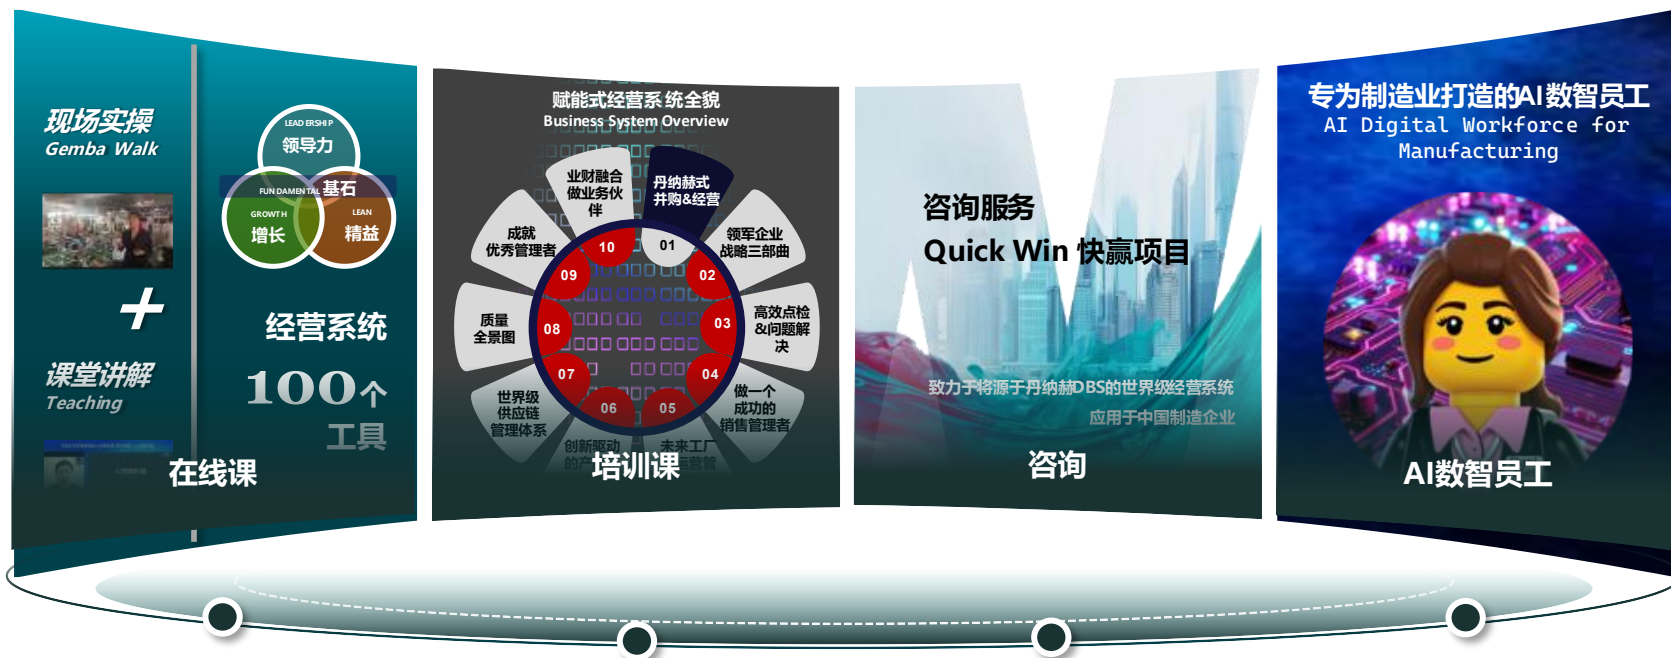 现场实操
Gemba Walk
+
课堂讲解
Teaching
LEADERSHIP
领导力
FUNDAMENTAL 基石
GROWTH
增长
LEAN
精益
经营系统
100个
工具
在线课
赋能式经营系统全貌
Business System Overview
01
丹纳赫式
并购&经营
02
领军企业
战略三部曲
03
高效点检
&问题解
决
04
做一个
成功的
销售管理者
05
未来工厂
06
创新驱动
07
世界级
供应链
管理体系
08
质量
全景图
09
成就
优秀管理者
10
业财融合
做业务伙
伴
培训课
咨询服务
Quick Win 快赢项目
致力于将源于丹纳赫DBS的世界级经营系统
应用于中国制造企业
咨询
专为制造业打造的AI数智员工
AI Digital Workforce for
Manufacturing
AI数智员工